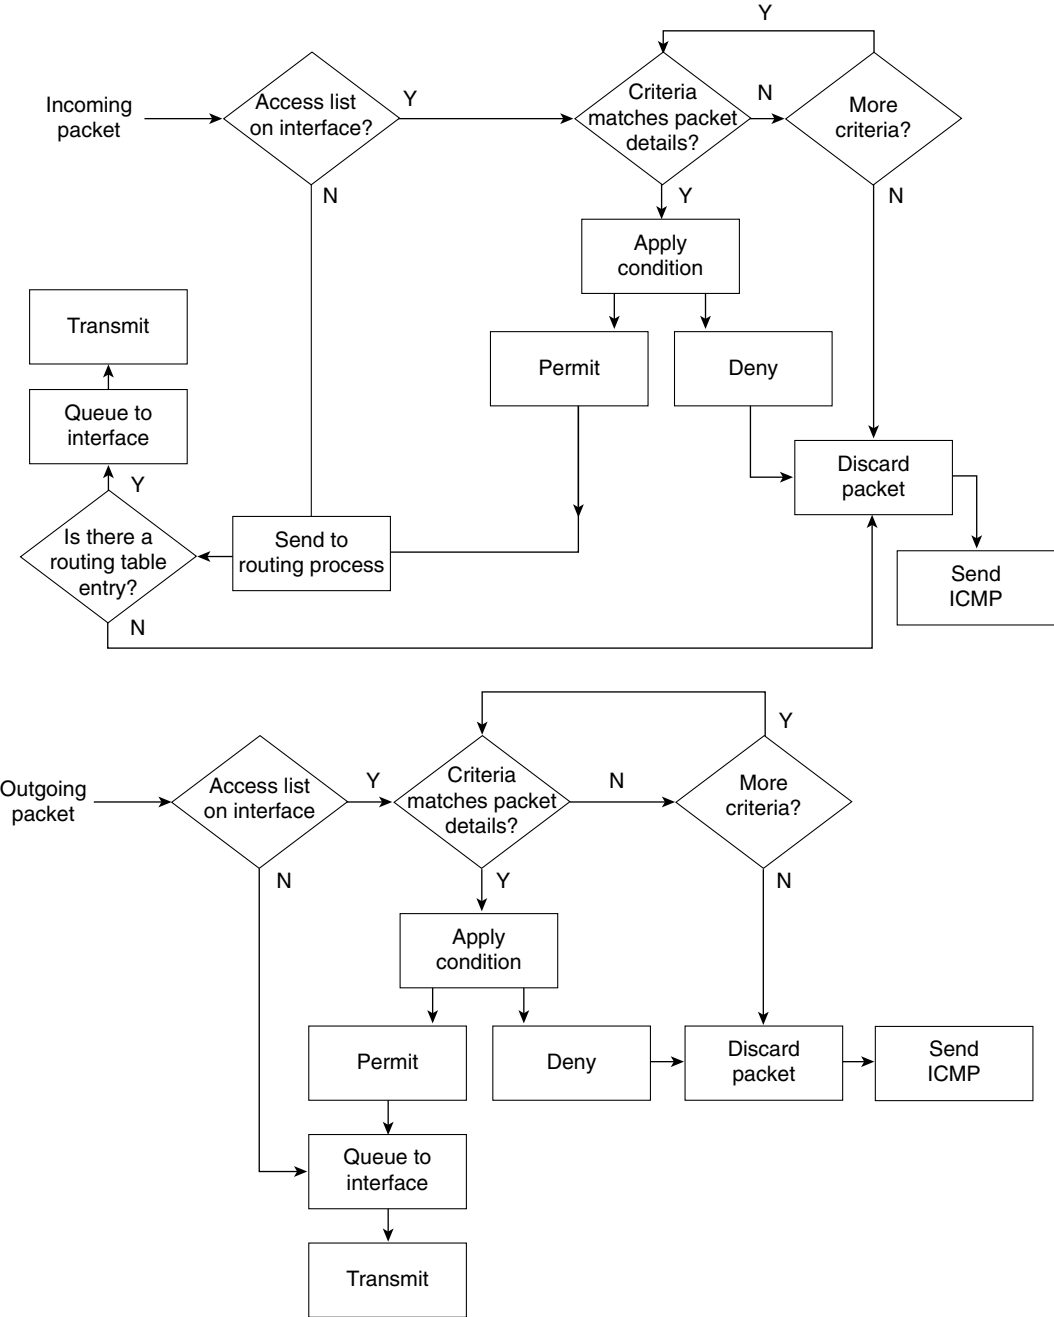 Y
Incoming
packet
Access list
on interface?
Y
Criteria
matches packet
details?
N
More
criteria?
N
Y
N
Apply
condition
Transmit
Permit
Deny
Queue to
interface
Y
Discard
packet
Is there a
routing table
entry?
Send to
routing process
Send
ICMP
N
Y
Outgoing
packet
Access list
on interface
Y
Criteria
matches packet
details?
N
More
criteria?
N
Y
N
Apply
condition
Permit
Deny
Discard
packet
Send
ICMP
Queue to
interface
Transmit